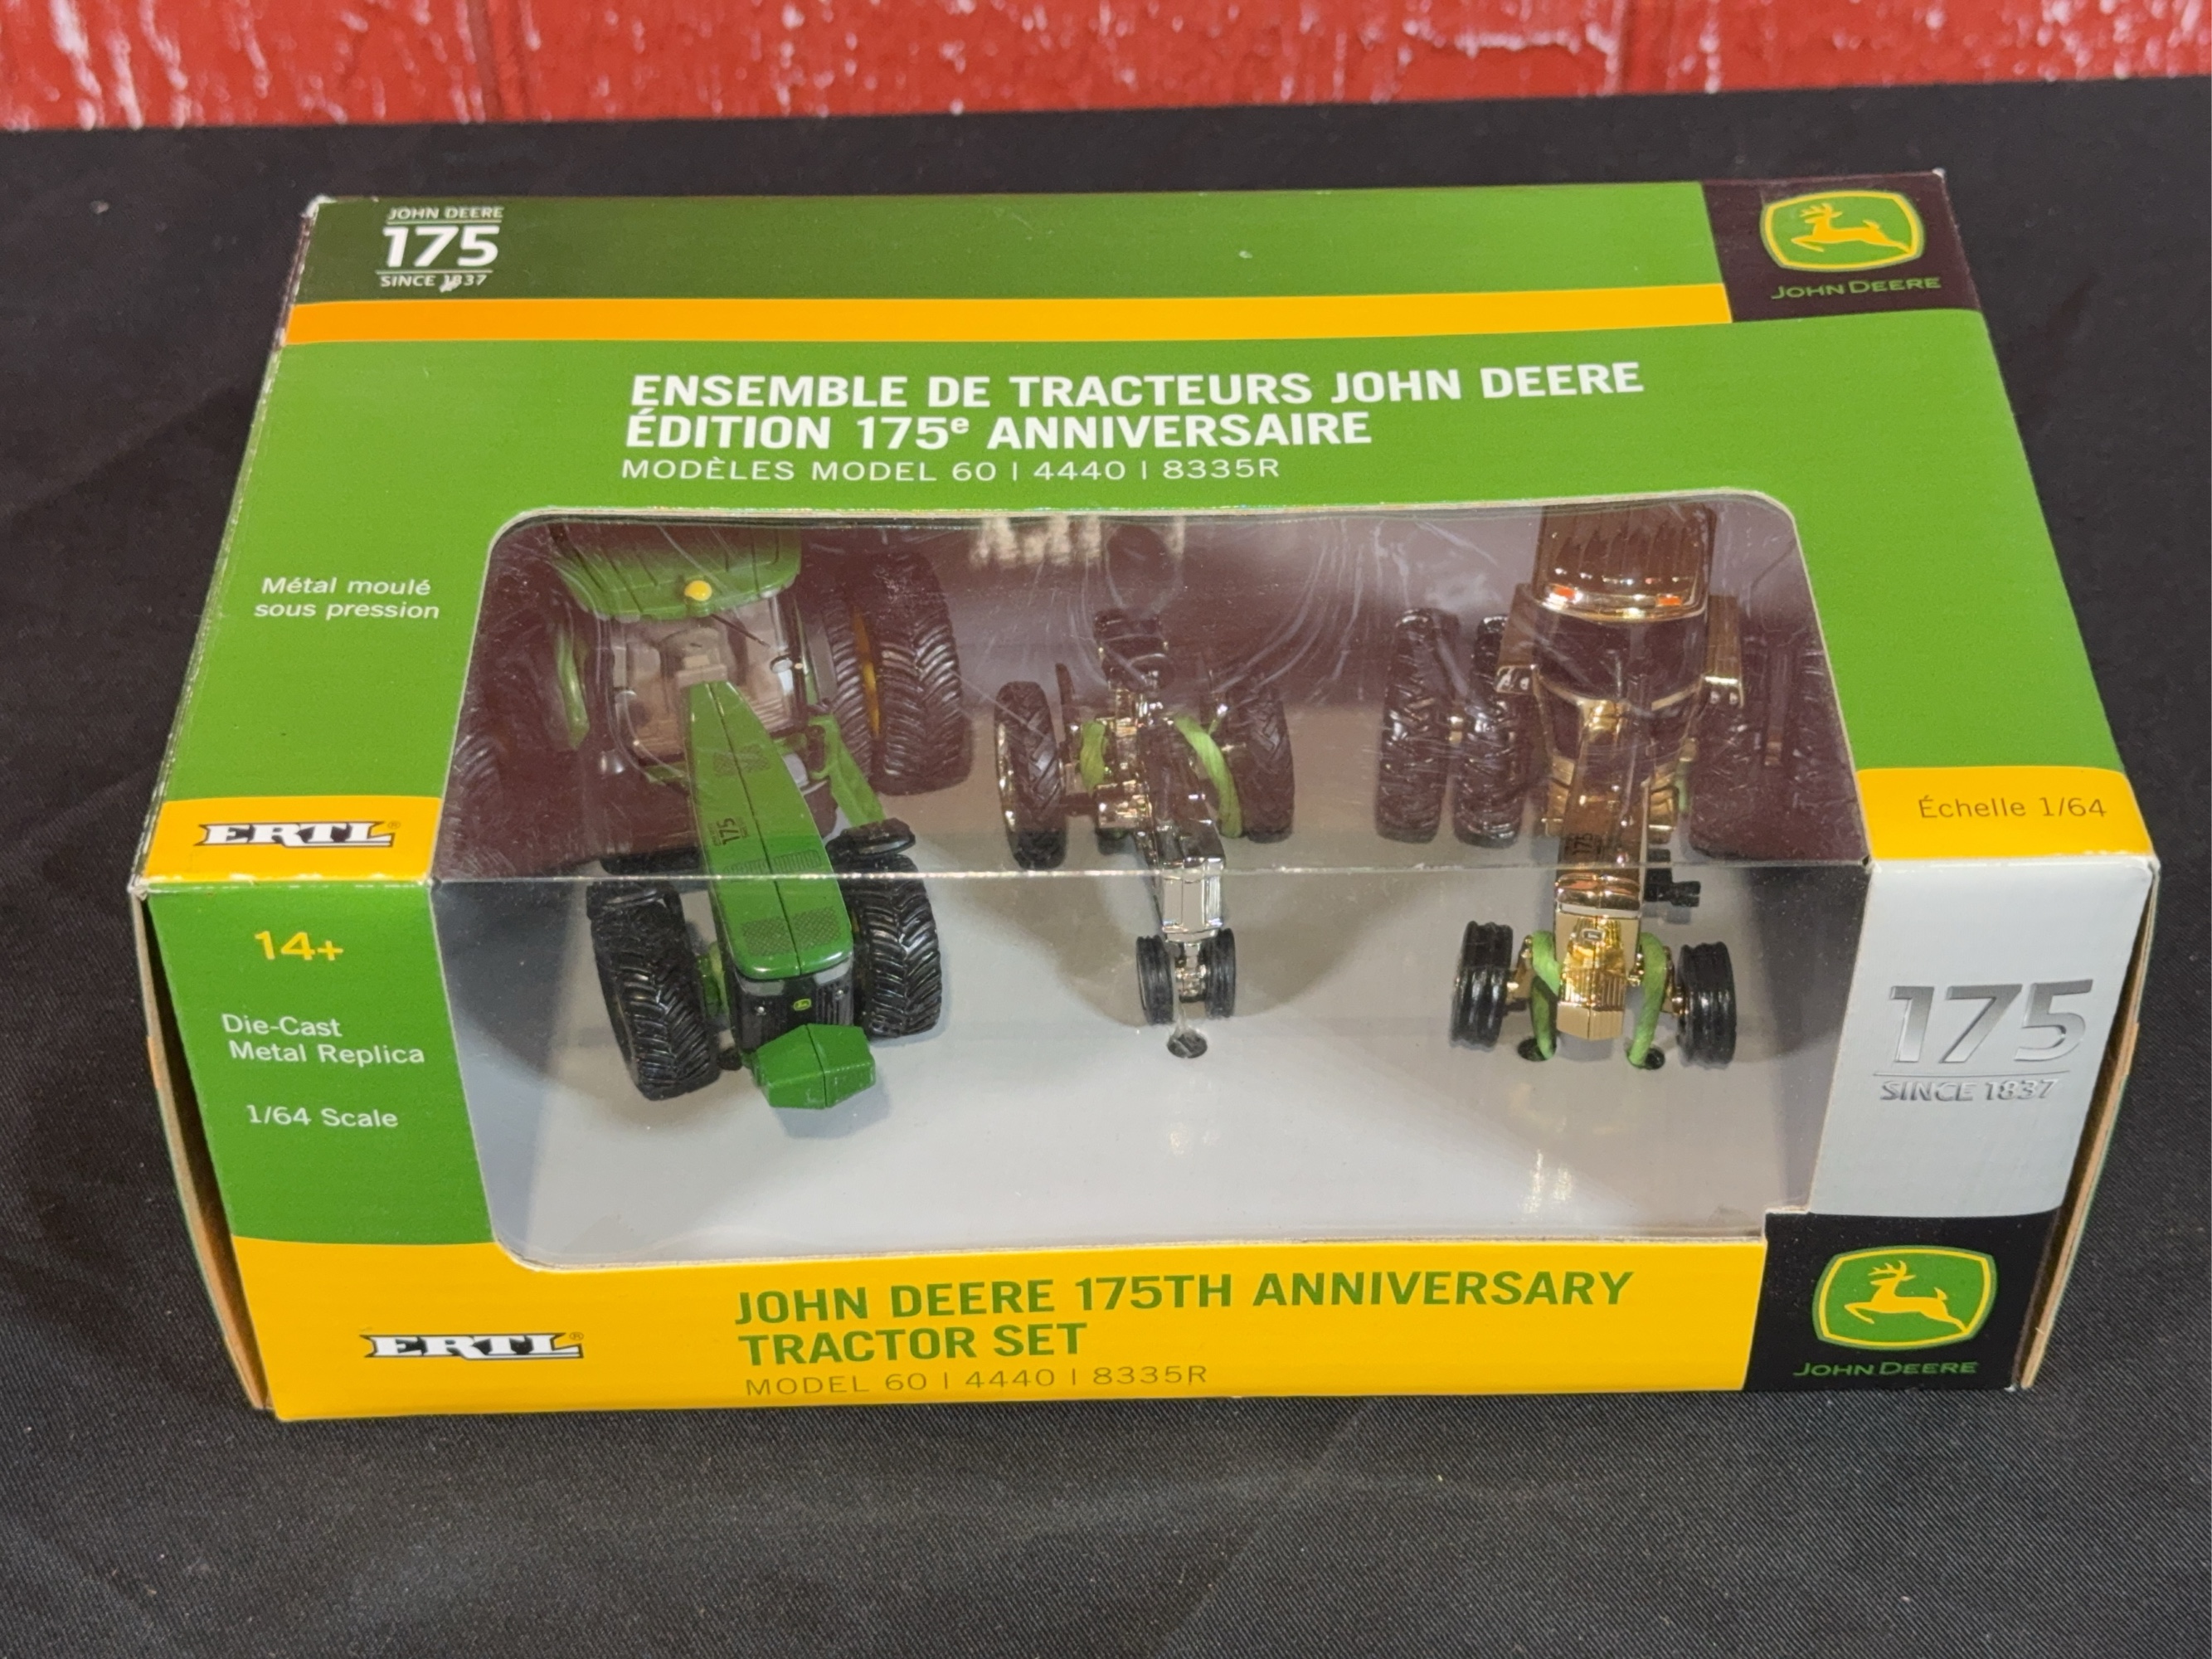 JOHN DEERE
175
SINCE 1837
JOHN DEERE
ENSEMBLE DE TRACTEURS JOHN DEERE
ÉDITION 175e ANNIVERSAIRE
MODÈLES MODEL 60 | 4440 | 8335R
Métal moulé
sous pression
ERTL®
Échelle 1/64
175
175
14+
Die-Cast
Metal Replica
1/64 Scale
175
SINCE 1837
JOHN DEERE 175TH ANNIVERSARY
TRACTOR SET
MODEL 60 | 4440 | 8335R
ERTL®
JOHN DEERE